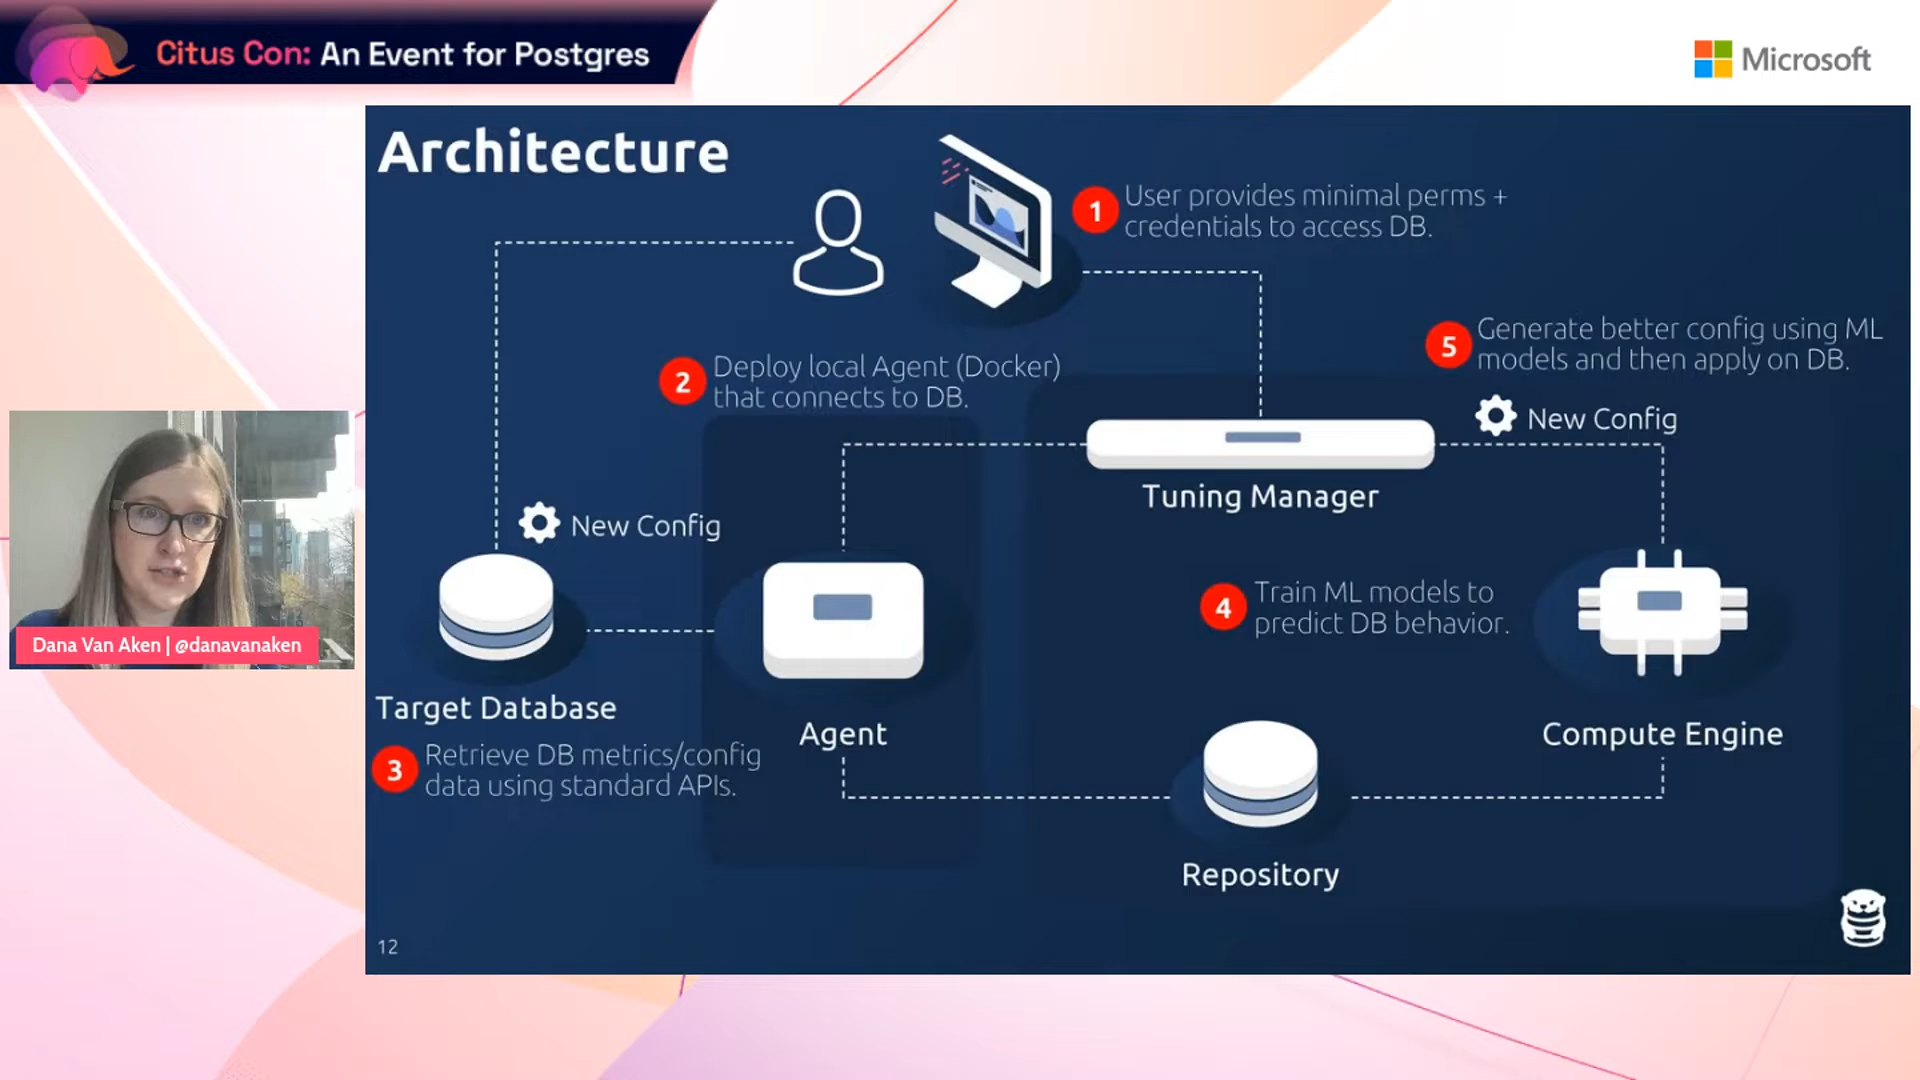 Citus Con: An Event for Postgres
Microsoft
Architecture
1 User provides minimal perms +
credentials to access DB.
2 Deploy local Agent (Docker)
that connects to DB.
5 Generate better config using ML
models and then apply on DB.
New Config
Tuning Manager
New Config
4 Train ML models to
predict DB behavior.
Dana Van Aken | @danavanaken
Target Database
Agent
Compute Engine
3 Retrieve DB metrics/config
data using standard APIs.
Repository
12